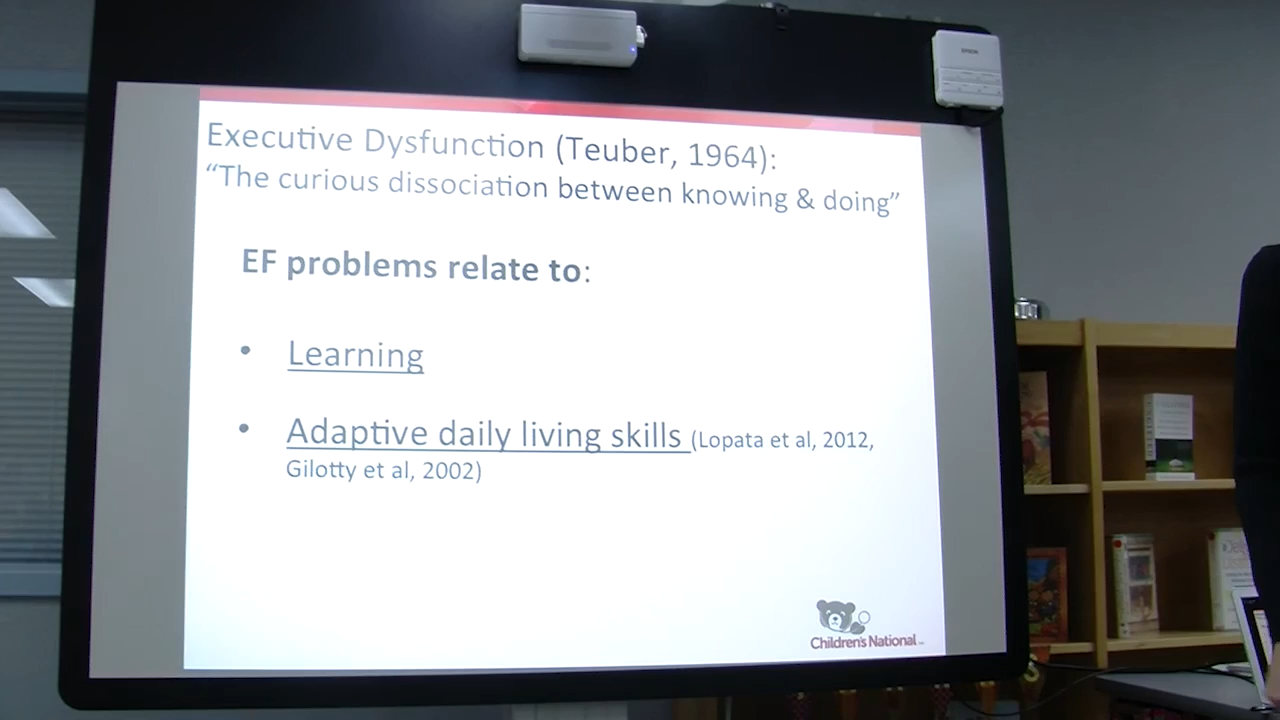 EPSON
Executive Dysfunction (Teuber, 1964):
“The curious dissociation between knowing & doing”
EF problems relate to:
• Learning
• Adaptive daily living skills (Lopata et al, 2012,
Gilotty et al, 2002)
Children's National